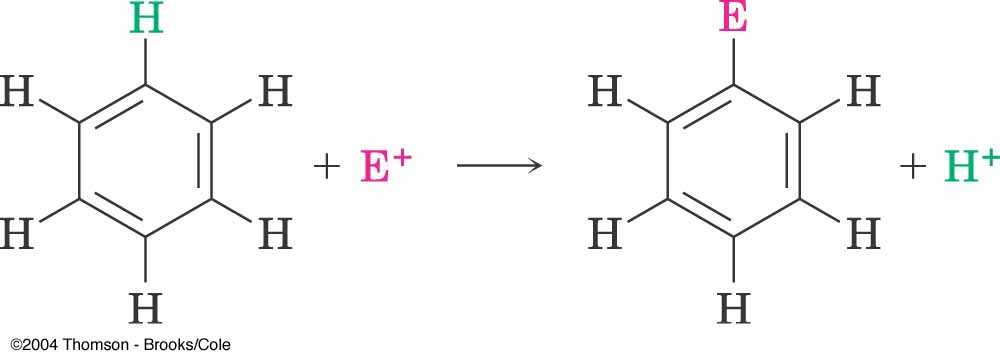 H E
H H H H
+ E⁺ ⟶ + H⁺
H H H H
H H
©2004 Thomson - Brooks/Cole